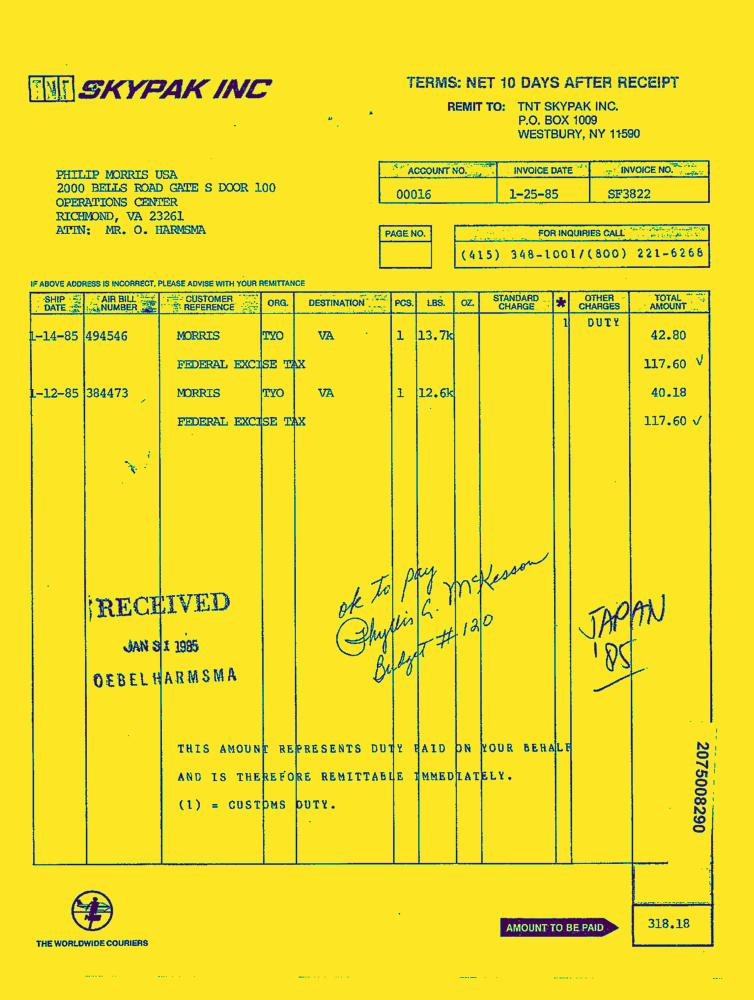 TNT SKYPAK INC
TERMS: NET 10 DAYS AFTER RECEIPT
REMIT TO: TNT SKYPAK INC.
P.O. BOX 1009
WESTBURY, NY 11590
PHILIP MORRIS USA
2000 BELLS ROAD GATE S DOOR 100
OPERATIONS CENTER
RICHMOND, VA 23261
ATTN: MR. O. HARMSMA
ACCOUNT NO. INVOICE DATE INVOICE NO.
00016 1-25-85 SF3822
PAGE NO. FOR INQUIRIES CALL
(415) 348-1001/(800) 221-6268
IF ABOVE ADDRESS IS INCORRECT, PLEASE ADVISE WITH YOUR REMITTANCE
SHIP DATE AIR BILL NUMBER CUSTOMER REFERENCE ORG. DESTINATION PCS. LBS. OZ. STANDARD CHARGE * OTHER CHARGES TOTAL AMOUNT
1 DUTY
1-14-85 494546 MORRIS TYO VA 1 13.7k 42.80
FEDERAL EXCISE TAX 117.60 ✓
1-12-85 384473 MORRIS TYO VA 1 12.6k 40.18
FEDERAL EXCISE TAX 117.60 ✓
ok to pay
Phyllis G. McKesson
Budget # 120
JAPAN
'85
RECEIVED
JAN 31 1985
OEBELHARMSMA
THIS AMOUNT REPRESENTS DUTY PAID ON YOUR BEHALF
AND IS THEREFORE REMITTABLE IMMEDIATELY.
(1) = CUSTOMS DUTY.
2075008290
AMOUNT TO BE PAID 318.18
THE WORLDWIDE COURIERS